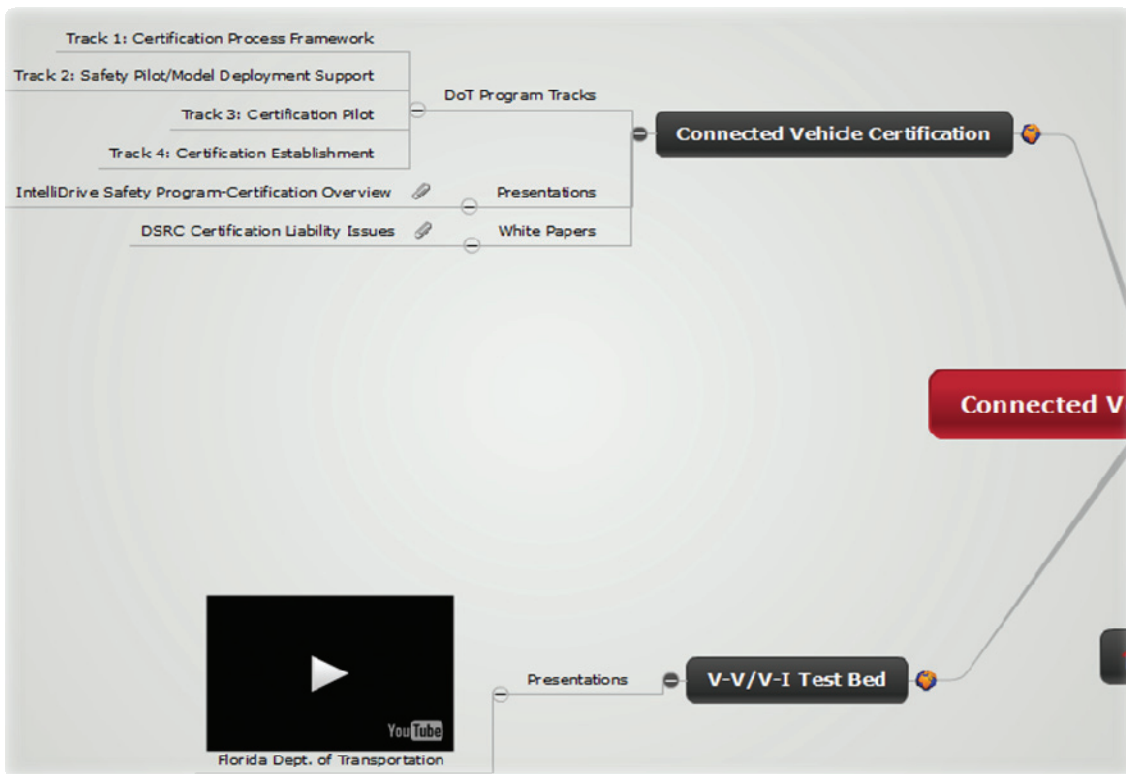 Track 1: Certification Process Framework
Track 2: Safety Pilot/Model Deployment Support
DoT Program Tracks
Track 3: Certification Pilot
Connected Vehicle Certification
Track 4: Certification Establishment
IntelliDrive Safety Program-Certification Overview
Presentations
DSRC Certification Liability Issues
White Papers
Connected V
Presentations
V-V/V-I Test Bed
YouTube
Florida Dept. of Transportation